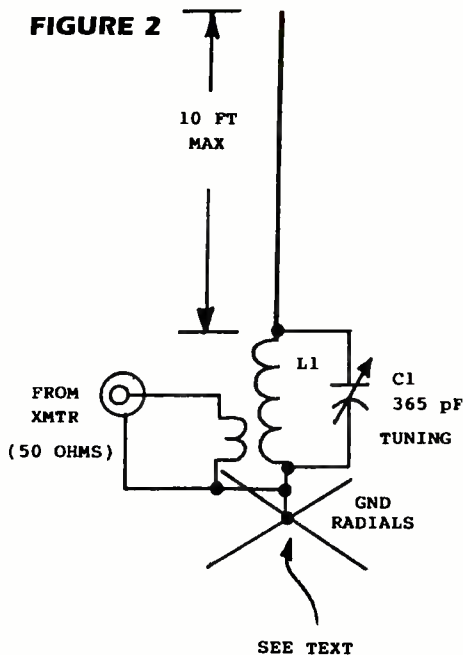 FIGURE 2
10 FT
MAX
L1
C1
365 pF
TUNING
FROM
XMTR
(50 OHMS)
GND
RADIALS
SEE TEXT